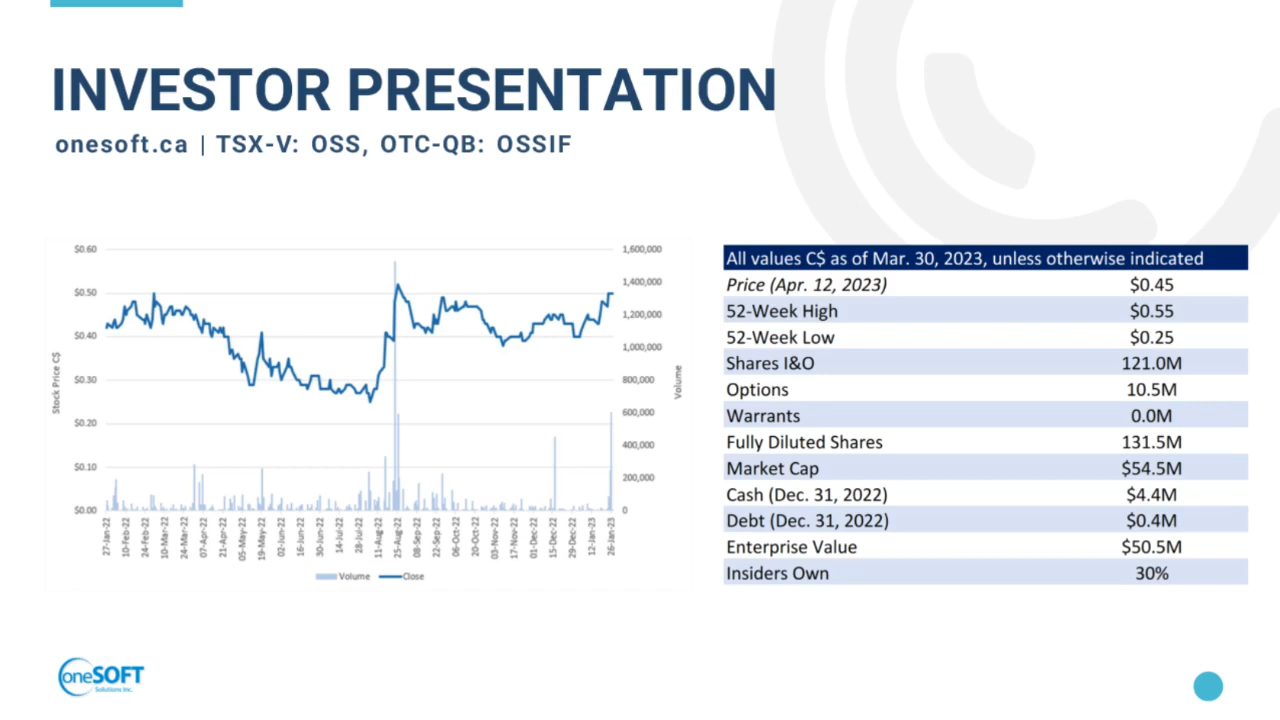 INVESTOR PRESENTATION
onesoft.ca | TSX-V: OSS, OTC-QB: OSSIF
$0.60
$0.50
$0.40
$0.30
$0.20
$0.10
$0.00
Stock Price C$
1,600,000
1,400,000
1,200,000
1,000,000
800,000
600,000
400,000
200,000
0
Volume
27-Jan-22
10-Feb-22
24-Feb-22
10-Mar-22
24-Mar-22
07-Apr-22
21-Apr-22
05-May-22
19-May-22
02-Jun-22
16-Jun-22
30-Jun-22
14-Jul-22
28-Jul-22
11-Aug-22
25-Aug-22
08-Sep-22
22-Sep-22
06-Oct-22
20-Oct-22
03-Nov-22
17-Nov-22
01-Dec-22
15-Dec-22
29-Dec-22
12-Jan-23
26-Jan-23
Volume Close
All values C$ as of Mar. 30, 2023, unless otherwise indicated
Price (Apr. 12, 2023) $0.45
52-Week High $0.55
52-Week Low $0.25
Shares I&O 121.0M
Options 10.5M
Warrants 0.0M
Fully Diluted Shares 131.5M
Market Cap $54.5M
Cash (Dec. 31, 2022) $4.4M
Debt (Dec. 31, 2022) $0.4M
Enterprise Value $50.5M
Insiders Own 30%
oneSOFT
Solutions Inc.